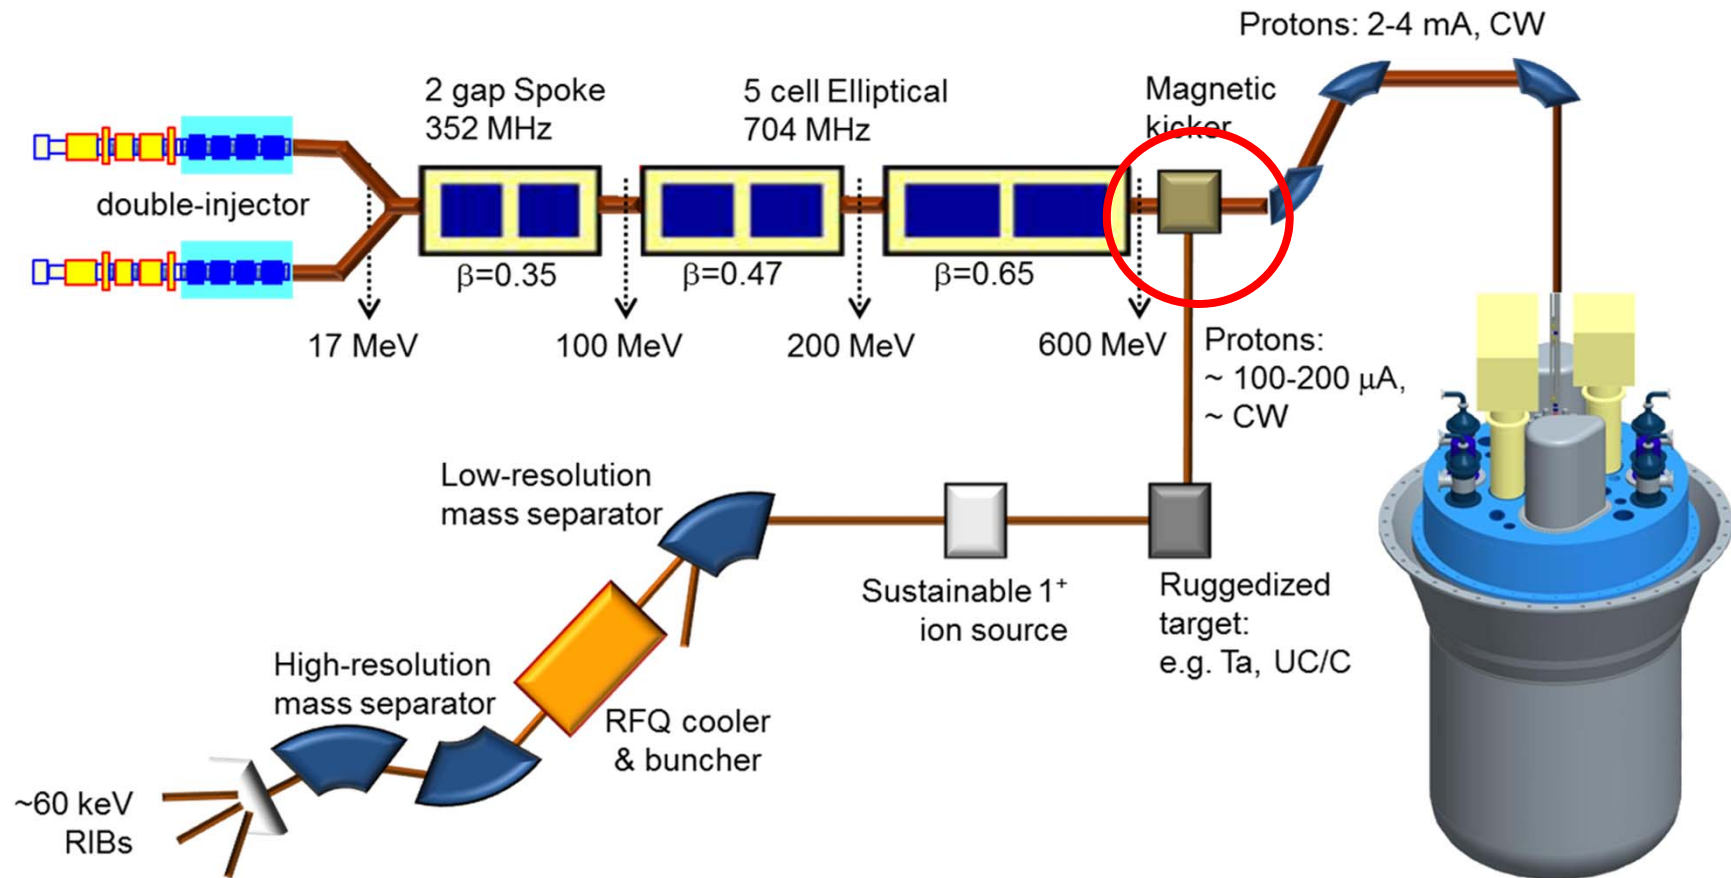 Protons: 2-4 mA, CW
2 gap Spoke
352 MHz
5 cell Elliptical
704 MHz
Magnetic
kicker
double-injector
β=0.35
β=0.47
β=0.65
17 MeV
100 MeV
200 MeV
600 MeV
Protons:
~ 100-200 μA,
~ CW
Low-resolution
mass separator
Sustainable 1⁺
ion source
Ruggedized
target:
e.g. Ta, UC/C
High-resolution
mass separator
RFQ cooler
& buncher
~60 keV
RIBs